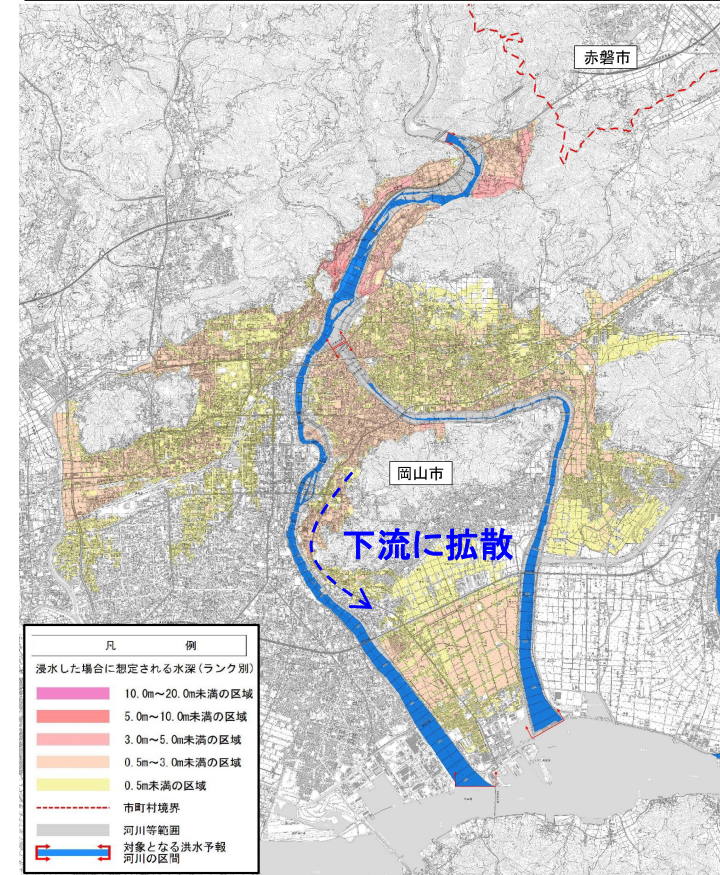 赤磐市
岡山市
下流に拡散
凡 例
浸水した場合に想定される水深(ランク別)
10.0m～20.0m未満の区域
5.0m～10.0m未満の区域
3.0m～5.0m未満の区域
0.5m～3.0m未満の区域
0.5m未満の区域
市町村境界
河川等範囲
対象となる洪水予報
河川の区間